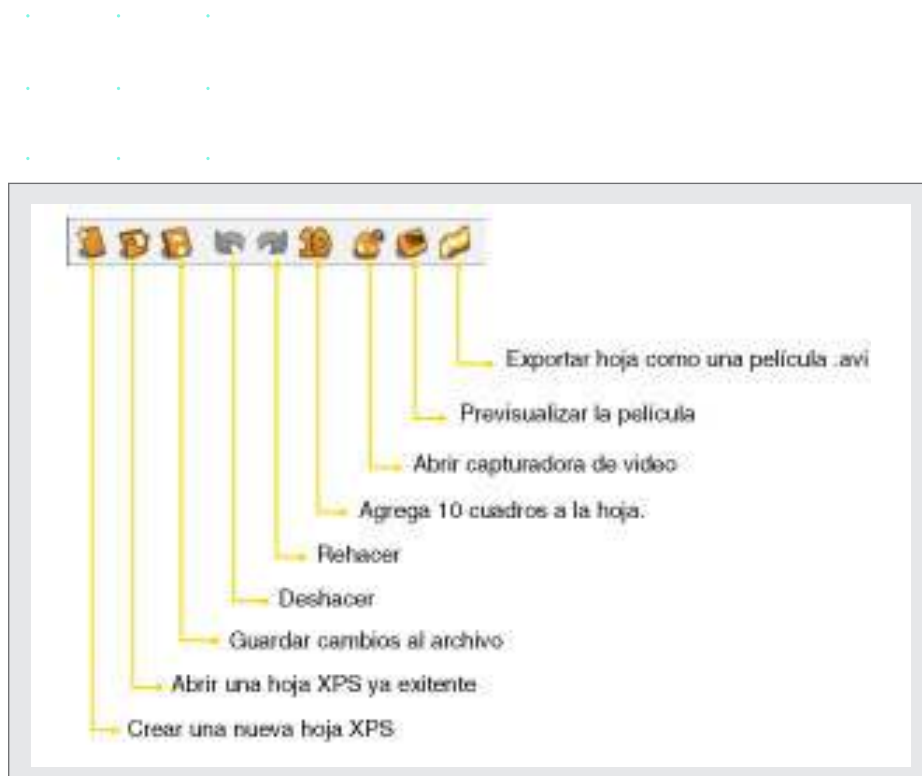 10
Exportar hoja como una película .avi
Previsualizar la película
Abrir capturadora de video
Agrega 10 cuadros a la hoja.
Rehacer
Deshacer
Guardar cambios al archivo
Abrir una hoja XPS ya exitente
Crear una nueva hoja XPS